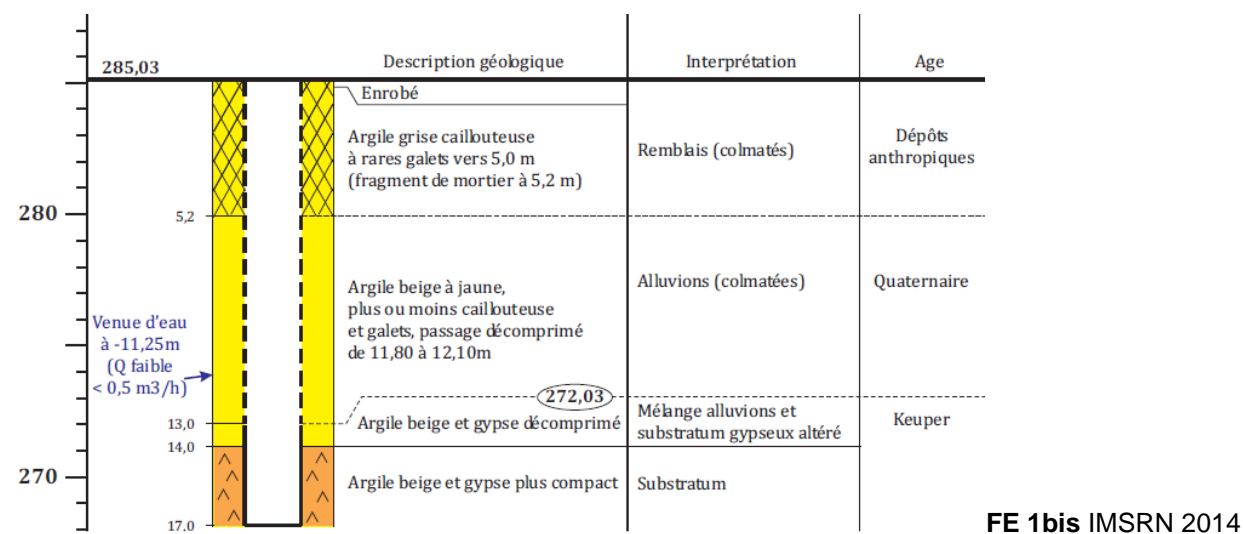 285,03
Description géologique
Interprétation
Age
Enrobé
Argile grise caillouteuse
à rares galets vers 5,0 m
(fragment de mortier à 5,2 m)
Remblais (colmatés)
Dépôts
anthropiques
280
5,2
Argile beige à jaune,
plus ou moins caillouteuse
et galets, passage décomprimé
de 11,80 à 12,10m
Alluvions (colmatées)
Quaternaire
Venue d'eau
à -11,25m
(Q faible
< 0,5 m3/h)
272,03
13,0
Argile beige et gypse décomprimé
Mélange alluvions et
substratum gypseux altéré
Keuper
14,0
270
Argile beige et gypse plus compact
Substratum
17.0
FE 1bis IMSRN 2014